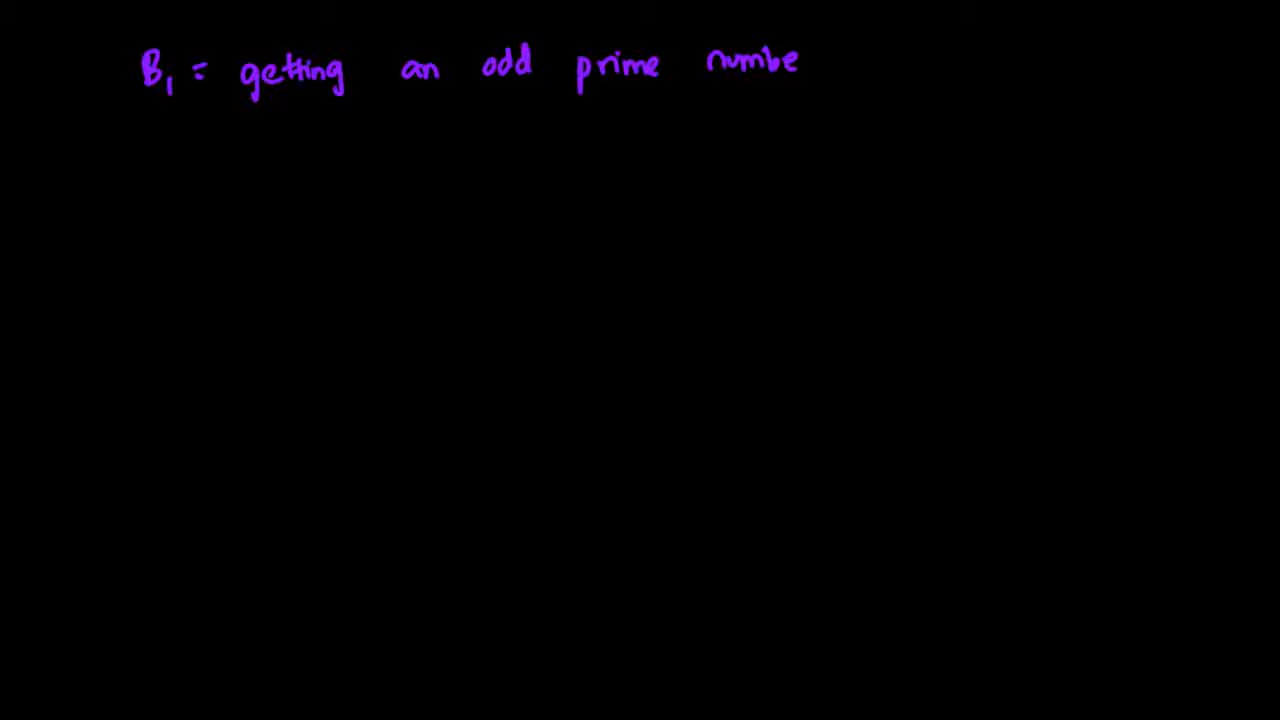 B₁ = getting an odd prime numbe